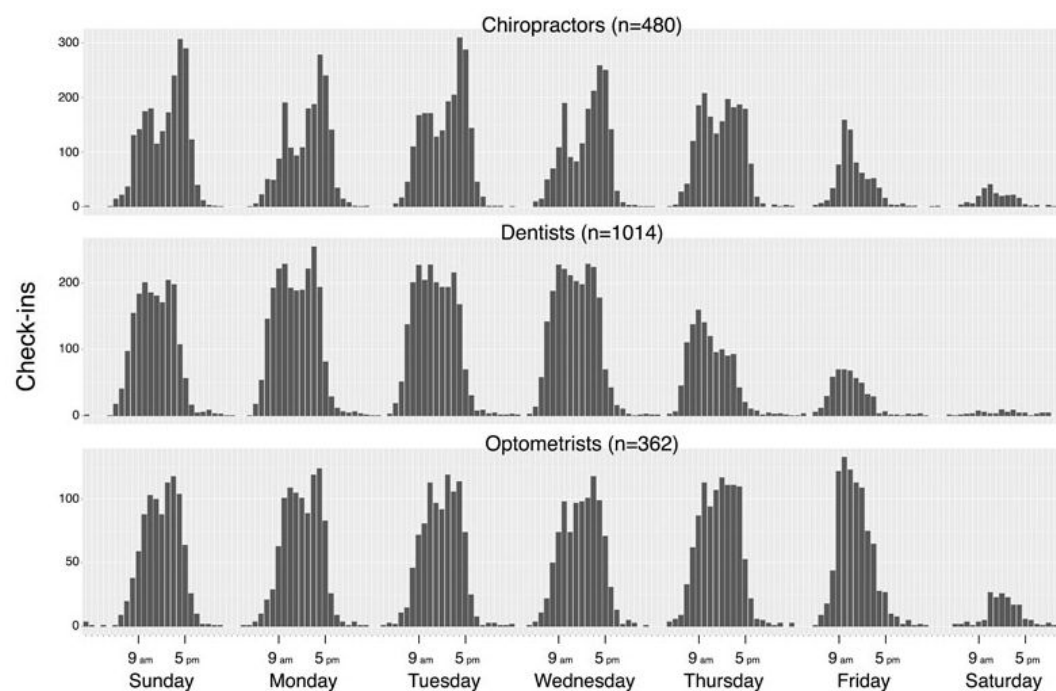 Chiropractors (n=480)
300
200
100
0
Dentists (n=1014)
200
100
0
Check-ins
Optometrists (n=362)
100
50
0
9 am 5 pm 9 am 5 pm 9 am 5 pm 9 am 5 pm 9 am 5 pm 9 am 5 pm 9 am 5 pm
Sunday Monday Tuesday Wednesday Thursday Friday Saturday